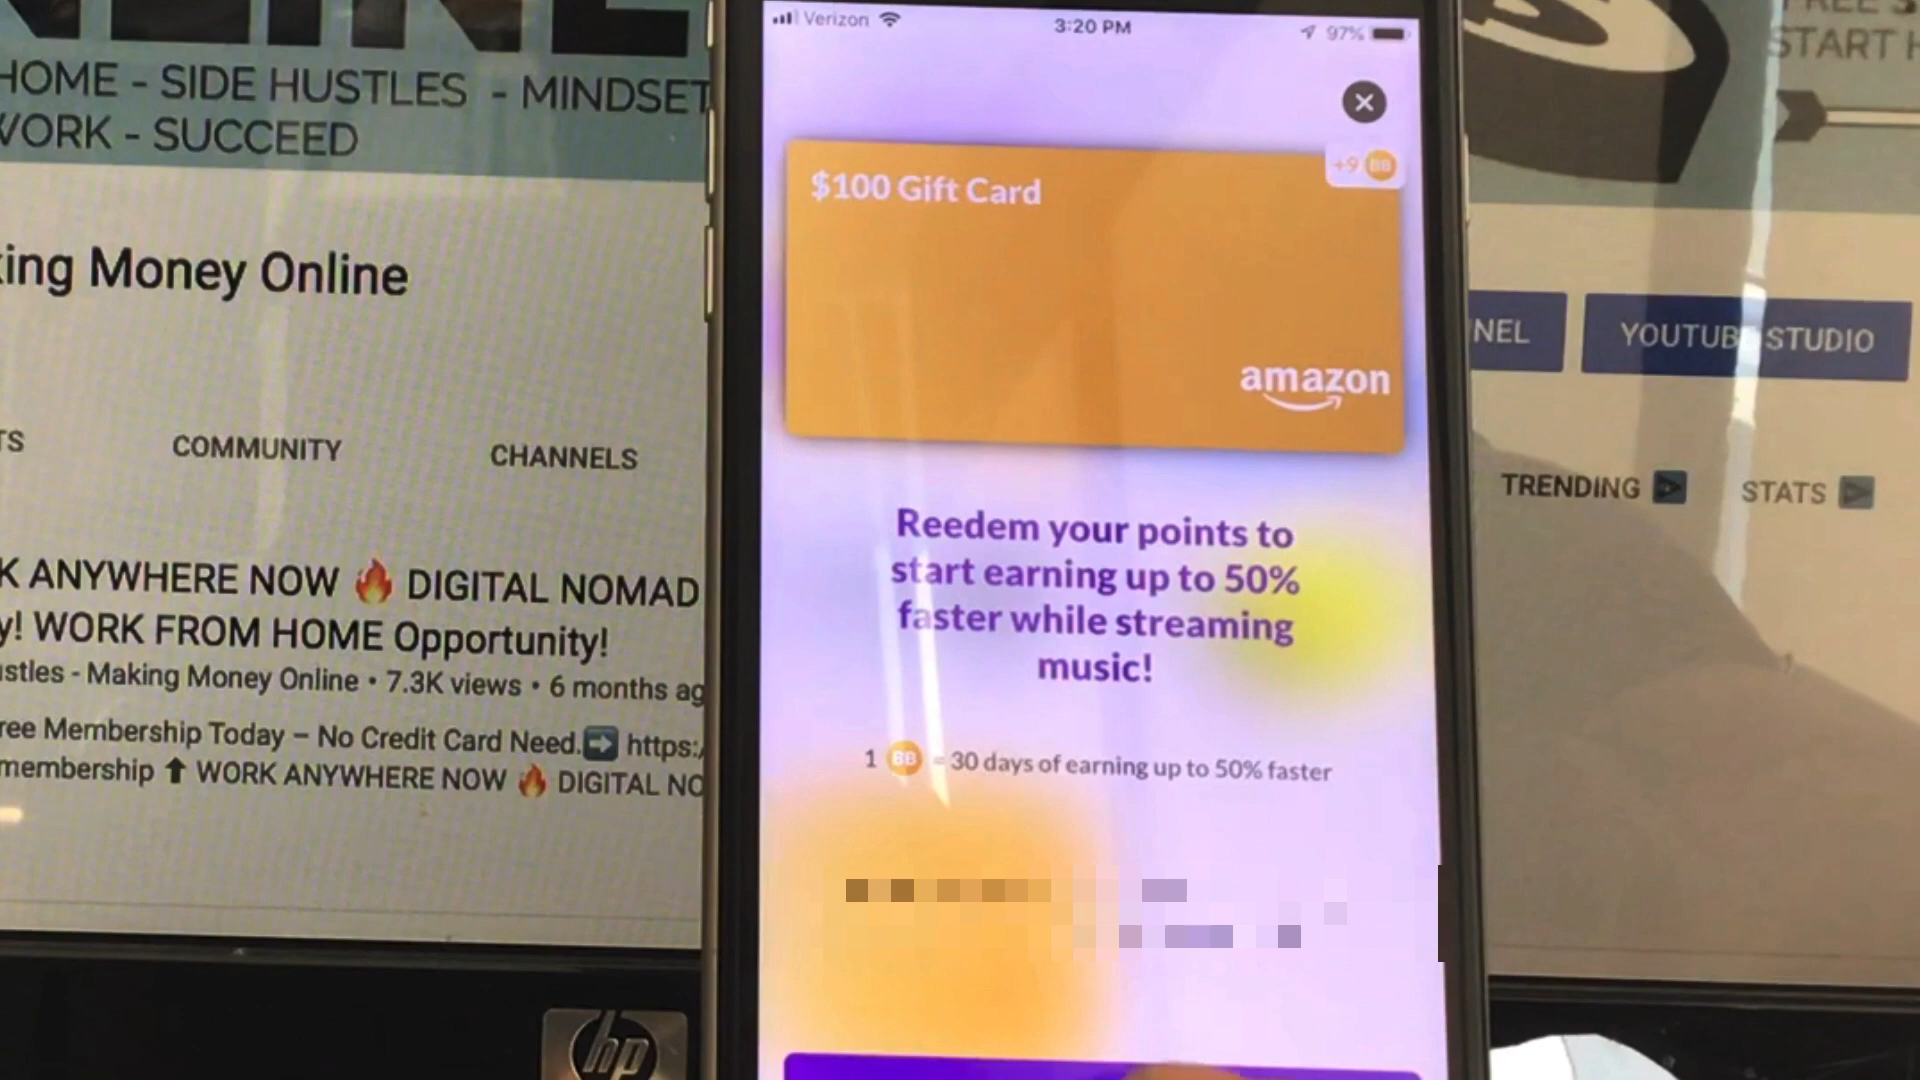 HOME - SIDE HUSTLES - MINDSET
WORK - SUCCEED
ing Money Online
TS
COMMUNITY
CHANNELS
K ANYWHERE NOW 🔥 DIGITAL NOMAD
y! WORK FROM HOME Opportunity!
stles - Making Money Online • 7.3K views • 6 months ag
ree Membership Today – No Credit Card Need.➡ https:/
membership ⬆ WORK ANYWHERE NOW 🔥 DIGITAL NO
hp
Verizon
3:20 PM
97%
+9 BB
$100 Gift Card
amazon
Reedem your points to
start earning up to 50%
faster while streaming
music!
1 BB = 30 days of earning up to 50% faster
START H
NEL
YOUTUBE STUDIO
TRENDING
STATS